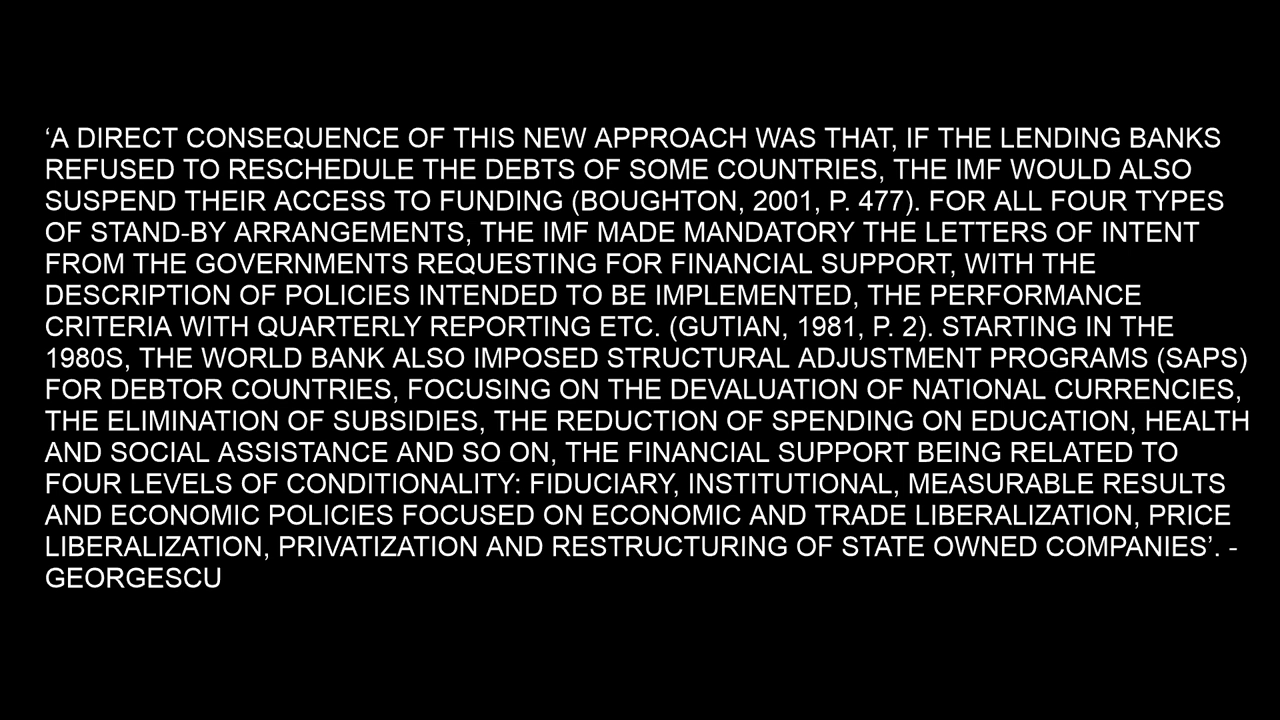 ‘A DIRECT CONSEQUENCE OF THIS NEW APPROACH WAS THAT, IF THE LENDING BANKS
REFUSED TO RESCHEDULE THE DEBTS OF SOME COUNTRIES, THE IMF WOULD ALSO
SUSPEND THEIR ACCESS TO FUNDING (BOUGHTON, 2001, P. 477). FOR ALL FOUR TYPES
OF STAND-BY ARRANGEMENTS, THE IMF MADE MANDATORY THE LETTERS OF INTENT
FROM THE GOVERNMENTS REQUESTING FOR FINANCIAL SUPPORT, WITH THE
DESCRIPTION OF POLICIES INTENDED TO BE IMPLEMENTED, THE PERFORMANCE
CRITERIA WITH QUARTERLY REPORTING ETC. (GUTIAN, 1981, P. 2). STARTING IN THE
1980S, THE WORLD BANK ALSO IMPOSED STRUCTURAL ADJUSTMENT PROGRAMS (SAPS)
FOR DEBTOR COUNTRIES, FOCUSING ON THE DEVALUATION OF NATIONAL CURRENCIES,
THE ELIMINATION OF SUBSIDIES, THE REDUCTION OF SPENDING ON EDUCATION, HEALTH
AND SOCIAL ASSISTANCE AND SO ON, THE FINANCIAL SUPPORT BEING RELATED TO
FOUR LEVELS OF CONDITIONALITY: FIDUCIARY, INSTITUTIONAL, MEASURABLE RESULTS
AND ECONOMIC POLICIES FOCUSED ON ECONOMIC AND TRADE LIBERALIZATION, PRICE
LIBERALIZATION, PRIVATIZATION AND RESTRUCTURING OF STATE OWNED COMPANIES’. -
GEORGESCU